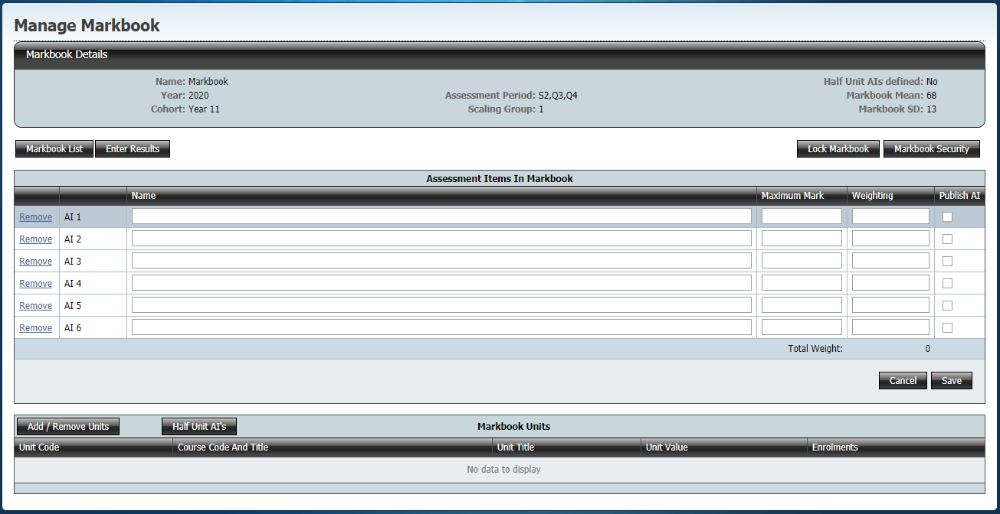 Manage Markbook
Markbook Details
Name: Markbook
Half Unit AIs defined: No
Year: 2020
Assessment Period: S2,Q3,Q4
Markbook Mean: 68
Cohort: Year 11
Scaling Group: 1
Markbook SD: 13
Markbook List
Enter Results
Lock Markbook
Markbook Security
Assessment Items In Markbook
Name Maximum Mark Weighting Publish AI
Remove AI 1
Remove AI 2
Remove AI 3
Remove AI 4
Remove AI 5
Remove AI 6
Total Weight: 0
Cancel Save
Add / Remove Units
Half Unit AI's
Markbook Units
Unit Code Course Code And Title Unit Title Unit Value Enrolments
No data to display